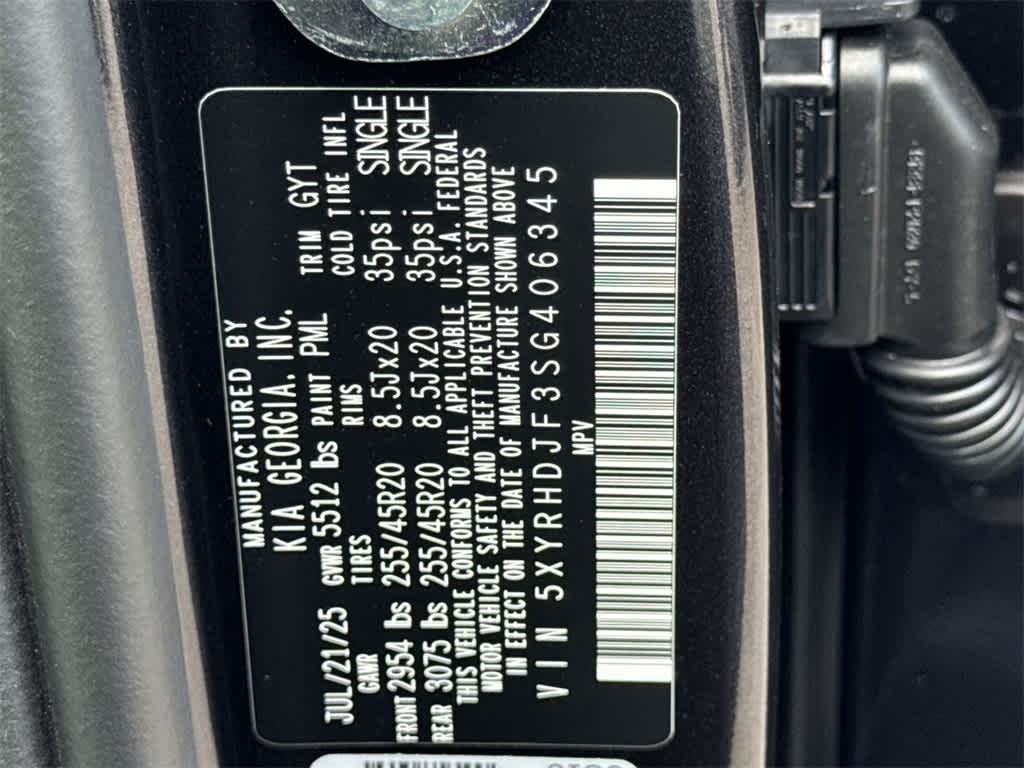 MANUFACTURED BY
KIA GEORGIA. INC.
JUL/21/25 GVWR 5512 lbs PAINT PML TRIM GYT
GAWR TIRES RIMS COLD TIRE INFL
FRONT 2954 lbs 255/45R20 8.5Jx20 35psi SINGLE
REAR 3075 lbs 255/45R20 8.5Jx20 35psi SINGLE
THIS VEHICLE CONFORMS TO ALL APPLICABLE U.S.A. FEDERAL
MOTOR VEHICLE SAFETY AND THEFT PREVENTION STANDARDS
IN EFFECT ON THE DATE OF MANUFACTURE SHOWN ABOVE
VIN 5XYRHDJF3SG406345
MPV